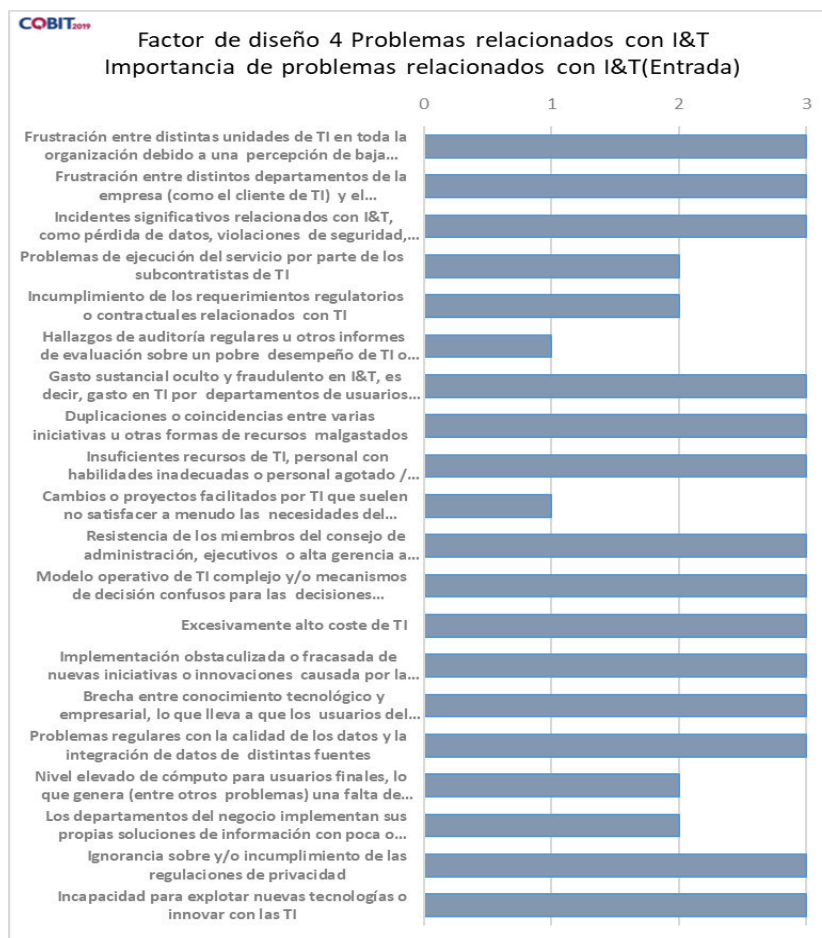 COBIT2019
Factor de diseño 4 Problemas relacionados con I&T
Importancia de problemas relacionados con I&T(Entrada)
0 1 2 3
Frustración entre distintas unidades de TI en toda la
organización debido a una percepción de baja...
Frustración entre distintos departamentos de la
empresa (como el cliente de TI) y el...
Incidentes significativos relacionados con I&T,
como pérdida de datos, violaciones de seguridad,...
Problemas de ejecución del servicio por parte de los
subcontratistas de TI
Incumplimiento de los requerimientos regulatorios
o contractuales relacionados con TI
Hallazgos de auditoría regulares u otros informes
de evaluación sobre un pobre desempeño de TI o...
Gasto sustancial oculto y fraudulento en I&T, es
decir, gasto en TI por departamentos de usuarios...
Duplicaciones o coincidencias entre varias
iniciativas u otras formas de recursos malgastados
Insuficientes recursos de TI, personal con
habilidades inadecuadas o personal agotado /...
Cambios o proyectos facilitados por TI que suelen
no satisfacer a menudo las necesidades del...
Resistencia de los miembros del consejo de
administración, ejecutivos o alta gerencia a...
Modelo operativo de TI complejo y/o mecanismos
de decisión confusos para las decisiones...
Excesivamente alto coste de TI
Implementación obstaculizada o fracasada de
nuevas iniciativas o innovaciones causada por la...
Brecha entre conocimiento tecnológico y
empresarial, lo que lleva a que los usuarios del...
Problemas regulares con la calidad de los datos y la
integración de datos de distintas fuentes
Nivel elevado de cómputo para usuarios finales, lo
que genera (entre otros problemas) una falta de...
Los departamentos del negocio implementan sus
propias soluciones de información con poca o...
Ignorancia sobre y/o incumplimiento de las
regulaciones de privacidad
Incapacidad para explotar nuevas tecnologías o
innovar con las TI